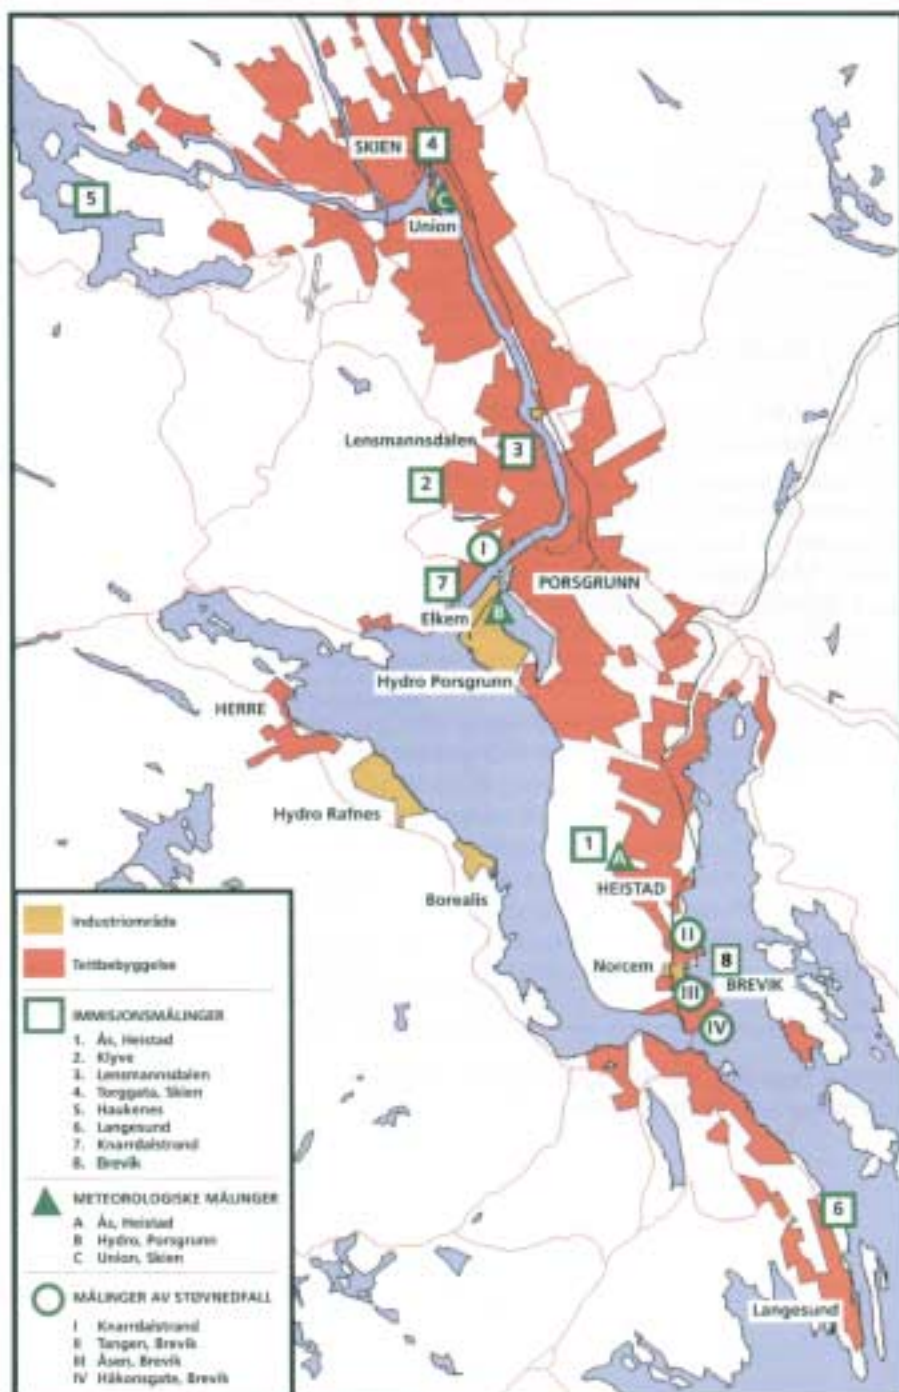 SKIEN
4
5
C
Union
Lensmannsdalen
3
2
I
7
PORSGRUNN
Elkem
B
Hydro Porsgrunn
HERRE
Hydro Rafnes
1
A
HEISTAD
Borealis
II
Norcem
8
BREVIK
III
IV
6
Langesund
Industriområde
Tettbebyggelse
IMMISJONSMÅLINGER
1. Ås, Heistad
2. Klyve
3. Lensmannsdalen
4. Torggata, Skien
5. Haukenes
6. Langesund
7. Knarrdalstrand
8. Brevik
METEOROLOGISKE MÅLINGER
A Ås, Heistad
B Hydro, Porsgrunn
C Union, Skien
MÅLINGER AV STØVNEDFALL
I Knarrdalstrand
II Tangen, Brevik
III Åsen, Brevik
IV Håkonsgate, Brevik